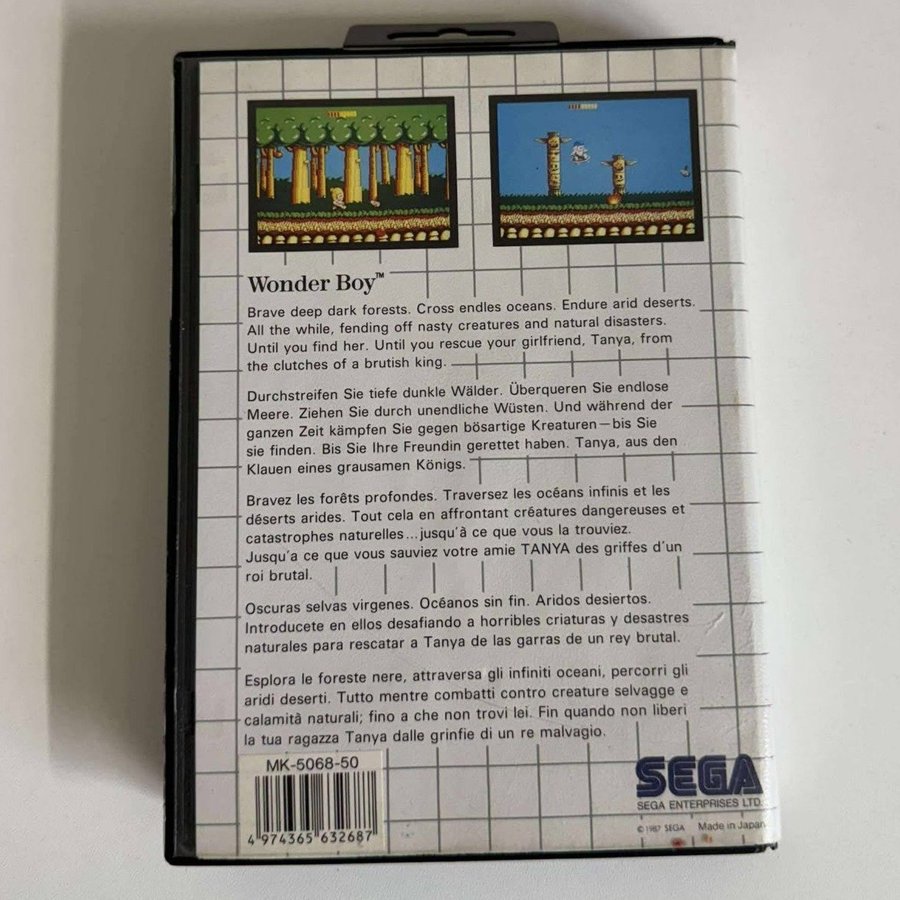 Wonder Boy™
Brave deep dark forests. Cross endles oceans. Endure arid deserts.
All the while, fending off nasty creatures and natural disasters.
Until you find her. Until you rescue your girlfriend, Tanya, from
the clutches of a brutish king.
Durchstreifen Sie tiefe dunkle Wälder. Überqueren Sie endlose
Meere. Ziehen Sie durch unendliche Wüsten. Und während der
ganzen Zeit kämpfen Sie gegen bösartige Kreaturen—bis Sie
sie finden. Bis Sie Ihre Freundin gerettet haben. Tanya, aus den
Klauen eines grausamen Königs.
Bravez les forêts profondes. Traversez les océans infinis et les
déserts arides. Tout cela en affrontant créatures dangereuses et
catastrophes naturelles...jusqu'à ce que vous la trouviez.
Jusqu'a ce que vous sauviez votre amie TANYA des griffes d'un
roi brutal.
Oscuras selvas virgenes. Océanos sin fin. Aridos desiertos.
Introducete en ellos desafiando a horribles criaturas y desastres
naturales para rescatar a Tanya de las garras de un rey brutal.
Esplora le foreste nere, attraversa gli infiniti oceani, percorri gli
aridi deserti. Tutto mentre combatti contro creature selvagge e
calamità naturali; fino a che non trovi lei. Fin quando non liberi
la tua ragazza Tanya dalle grinfie di un re malvagio.
MK-5068-50
4 974365 632687
SEGA
SEGA ENTERPRISES LTD.
© 1987 SEGA Made in Japan